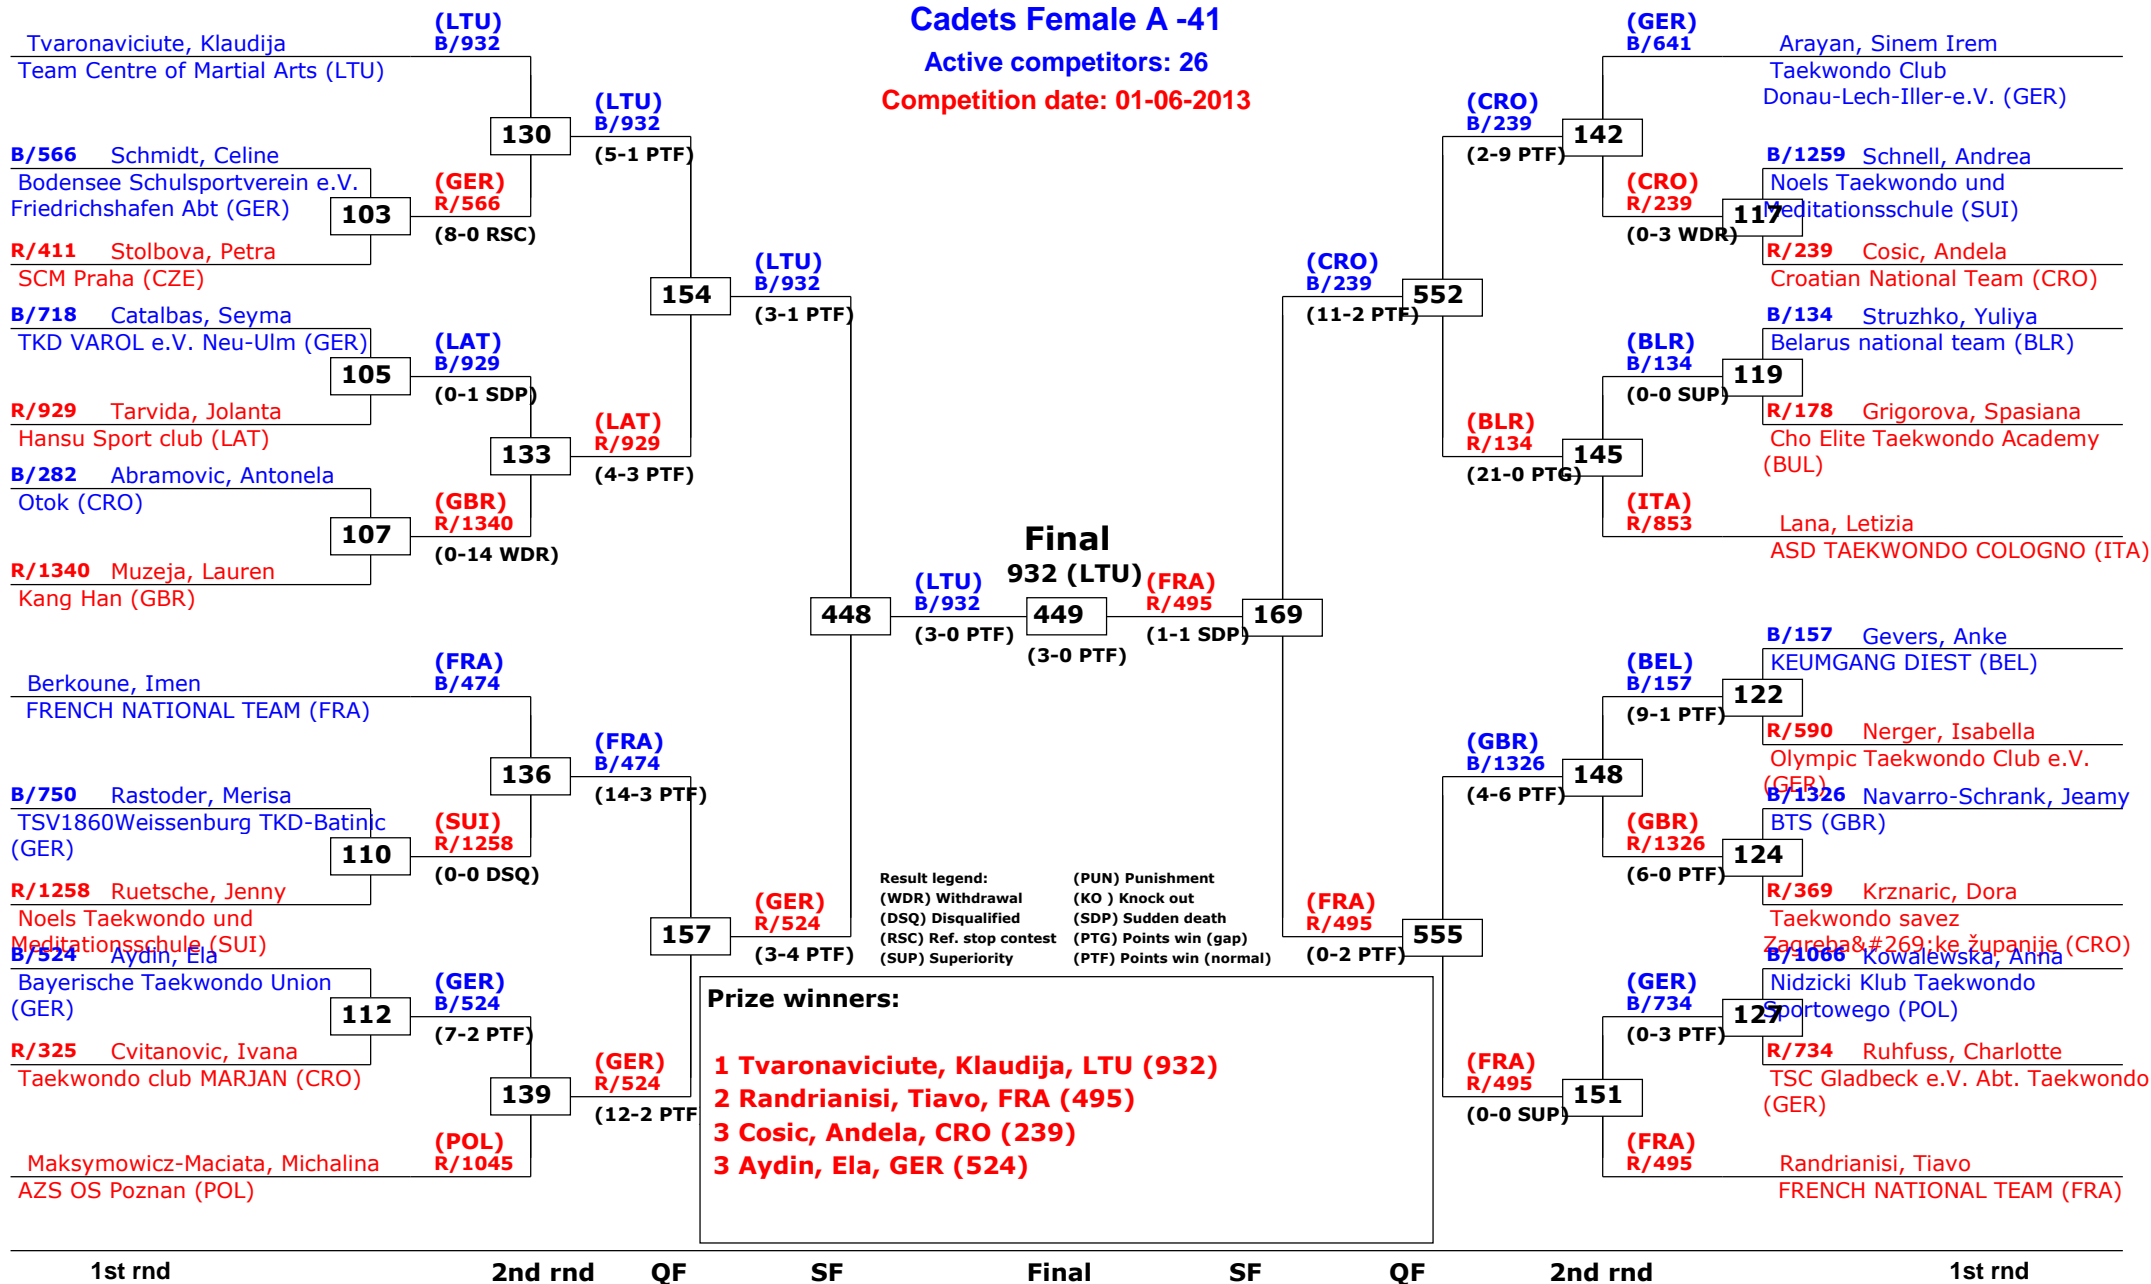 Cadets Female A -41
Active competitors: 26
Competition date: 01-06-2013
Tvaronaviciute, Klaudija
Team Centre of Martial Arts (LTU)
(LTU)
B/932
B/566 Schmidt, Celine
Bodensee Schulsportverein e.V.
Friedrichshafen Abt (GER)
103
R/411 Stolbova, Petra
SCM Praha (CZE)
(GER)
R/566
(8-0 RSC)
130
(LTU)
B/932
(5-1 PTF)
B/718 Catalbas, Seyma
TKD VAROL e.V. Neu-Ulm (GER)
105
R/929 Tarvida, Jolanta
Hansu Sport club (LAT)
(LAT)
B/929
(0-1 SDP)
B/282 Abramovic, Antonela
Otok (CRO)
107
R/1340 Muzeja, Lauren
Kang Han (GBR)
(GBR)
R/1340
(0-14 WDR)
133
(LAT)
R/929
(4-3 PTF)
154
(LTU)
B/932
(3-1 PTF)
Berkoune, Imen
FRENCH NATIONAL TEAM (FRA)
(FRA)
B/474
B/750 Rastoder, Merisa
TSV1860Weissenburg TKD-Batinic
(GER)
110
R/1258 Ruetsche, Jenny
Noels Taekwondo und
Meditationsschule (SUI)
(SUI)
R/1258
(0-0 DSQ)
136
(FRA)
B/474
(14-3 PTF)
B/524 Aydin, Ela
Bayerische Taekwondo Union
(GER)
112
R/325 Cvitanovic, Ivana
Taekwondo club MARJAN (CRO)
(GER)
B/524
(7-2 PTF)
139
Maksymowicz-Maciata, Michalina
AZS OS Poznan (POL)
(POL)
R/1045
(GER)
R/524
(12-2 PTF
157
(GER)
R/524
(3-4 PTF)
448
(LTU)
B/932
(3-0 PTF)
Final
932 (LTU)
449
(3-0 PTF)
(FRA)
R/495
(1-1 SDP)
169
(GER)
B/641
Arayan, Sinem Irem
Taekwondo Club
Donau-Lech-Iller-e.V. (GER)
B/1259 Schnell, Andrea
Noels Taekwondo und
Meditationsschule (SUI)
117
R/239 Cosic, Andela
Croatian National Team (CRO)
(CRO)
R/239
(0-3 WDR)
142
(CRO)
B/239
(2-9 PTF)
B/134 Struzhko, Yuliya
Belarus national team (BLR)
119
R/178 Grigorova, Spasiana
Cho Elite Taekwondo Academy
(BUL)
(BLR)
B/134
(0-0 SUP)
145
(ITA)
R/853
Lana, Letizia
ASD TAEKWONDO COLOGNO (ITA)
(BLR)
R/134
(21-0 PTG)
552
(CRO)
B/239
(11-2 PTF)
B/157 Gevers, Anke
KEUMGANG DIEST (BEL)
122
R/590 Nerger, Isabella
Olympic Taekwondo Club e.V.
(GER)
(BEL)
B/157
(9-1 PTF)
B/1326 Navarro-Schrank, Jeamy
BTS (GBR)
124
R/369 Krznaric, Dora
Taekwondo savez
Zagreba&#269;ke županije (CRO)
(GBR)
R/1326
(6-0 PTF)
148
(GBR)
B/1326
(4-6 PTF)
B/1066 Kowalewska, Anna
Nidzicki Klub Taekwondo
Sportowego (POL)
127
R/734 Ruhfuss, Charlotte
TSC Gladbeck e.V. Abt. Taekwondo
(GER)
(GER)
B/734
(0-3 PTF)
151
(FRA)
R/495
Randrianisi, Tiavo
FRENCH NATIONAL TEAM (FRA)
(FRA)
R/495
(0-0 SUP)
555
(FRA)
R/495
(0-2 PTF)
Result legend:
(WDR) Withdrawal
(DSQ) Disqualified
(RSC) Ref. stop contest
(SUP) Superiority
(PUN) Punishment
(KO ) Knock out
(SDP) Sudden death
(PTG) Points win (gap)
(PTF) Points win (normal)
Prize winners:
1 Tvaronaviciute, Klaudija, LTU (932)
2 Randrianisi, Tiavo, FRA (495)
3 Cosic, Andela, CRO (239)
3 Aydin, Ela, GER (524)
1st rnd 2nd rnd QF SF Final SF QF 2nd rnd 1st rnd